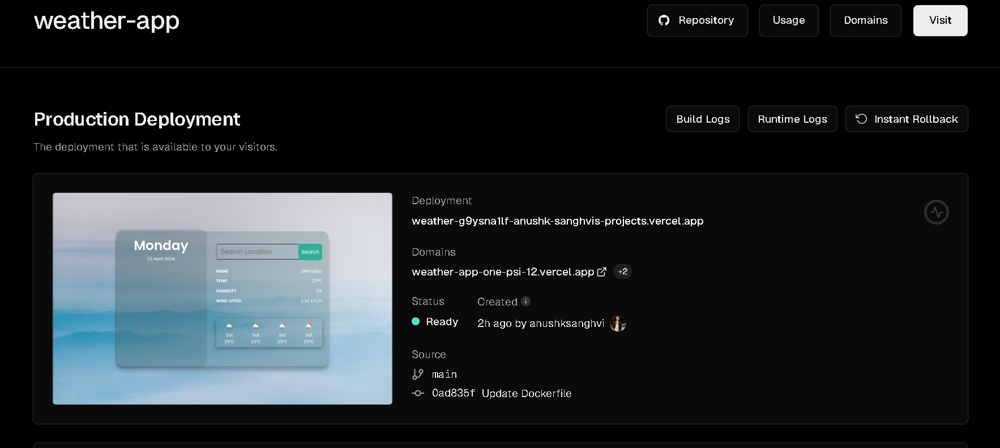 weather-app
Repository
Usage
Domains
Visit
Production Deployment
Build Logs
Runtime Logs
Instant Rollback
The deployment that is available to your visitors.
Monday
22 April 2024
Search Location
Search
NAME Dehradun
TEMP 23°C
HUMIDITY 2%
WIND SPEED 2.92 Km/h
Sat Sat Sat Sat
23°C 23°C 23°C 23°C
Deployment
weather-g9ysna1lf-anushk-sanghvis-projects.vercel.app
Domains
weather-app-one-psi-12.vercel.app +2
Status Created
Ready 2h ago by anushksanghvi
Source
main
0ad835f Update Dockerfile